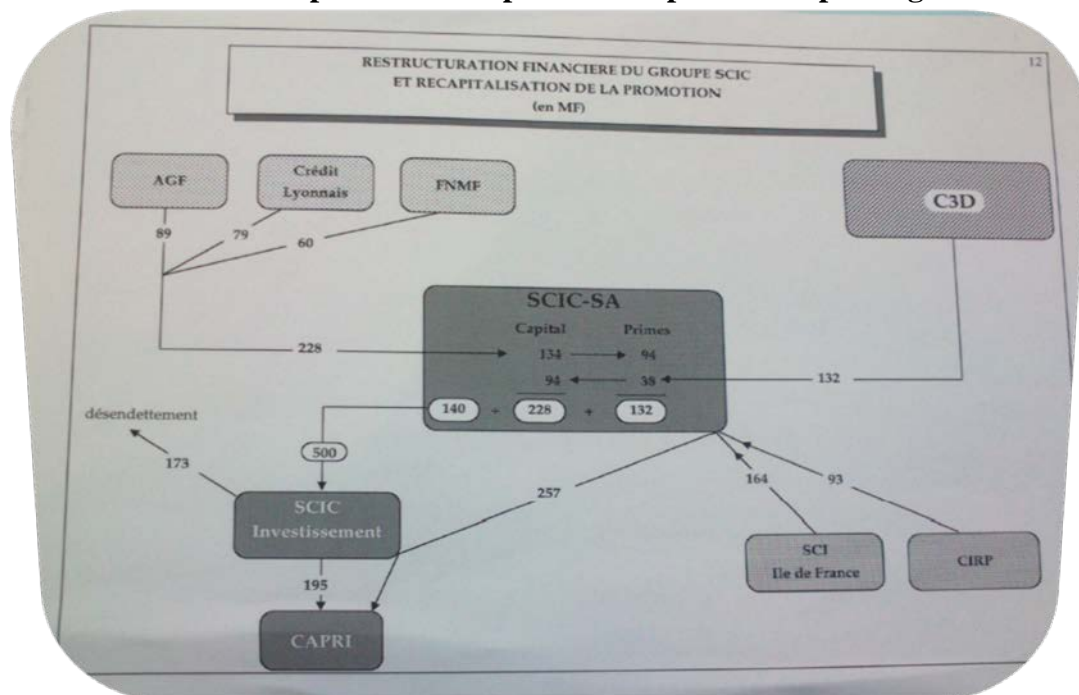 12
RESTRUCTURATION FINANCIERE DU GROUPE SCIC
ET RECAPITALISATION DE LA PROMOTION
(en MF)
AGF
Crédit
Lyonnais
FNMF
C3D
89
79
60
SCIC-SA
Capital Primes
228
134 94
94 38
132
140 + 228 + 132
désendettement
173
500
257
164
93
SCIC
Investissement
SCI
Ile de France
CIRP
195
CAPRI